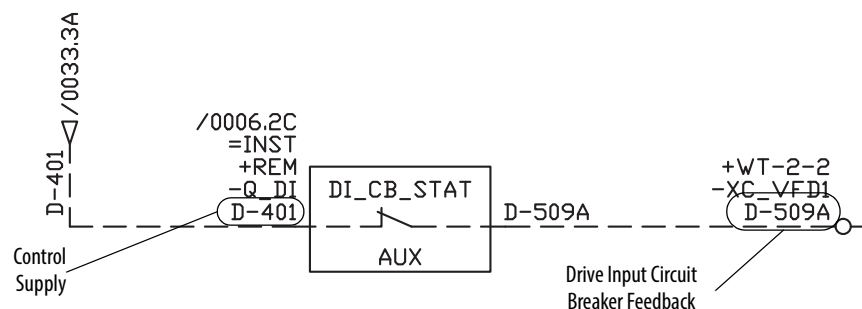 /0033.3A
D-401
/0006.2C
=INST
+REM
-Q_DI
D-401
DI_CB_STAT
AUX
D-509A
+WT-2-2
-XC_VFD1
D-509A
Control
Supply
Drive Input Circuit
Breaker Feedback